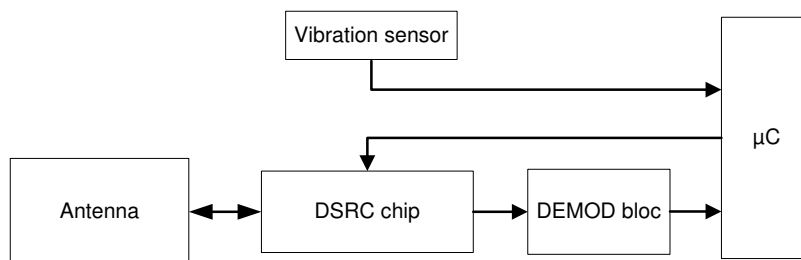 Vibration sensor
µC
Antenna
DSRC chip
DEMOD bloc